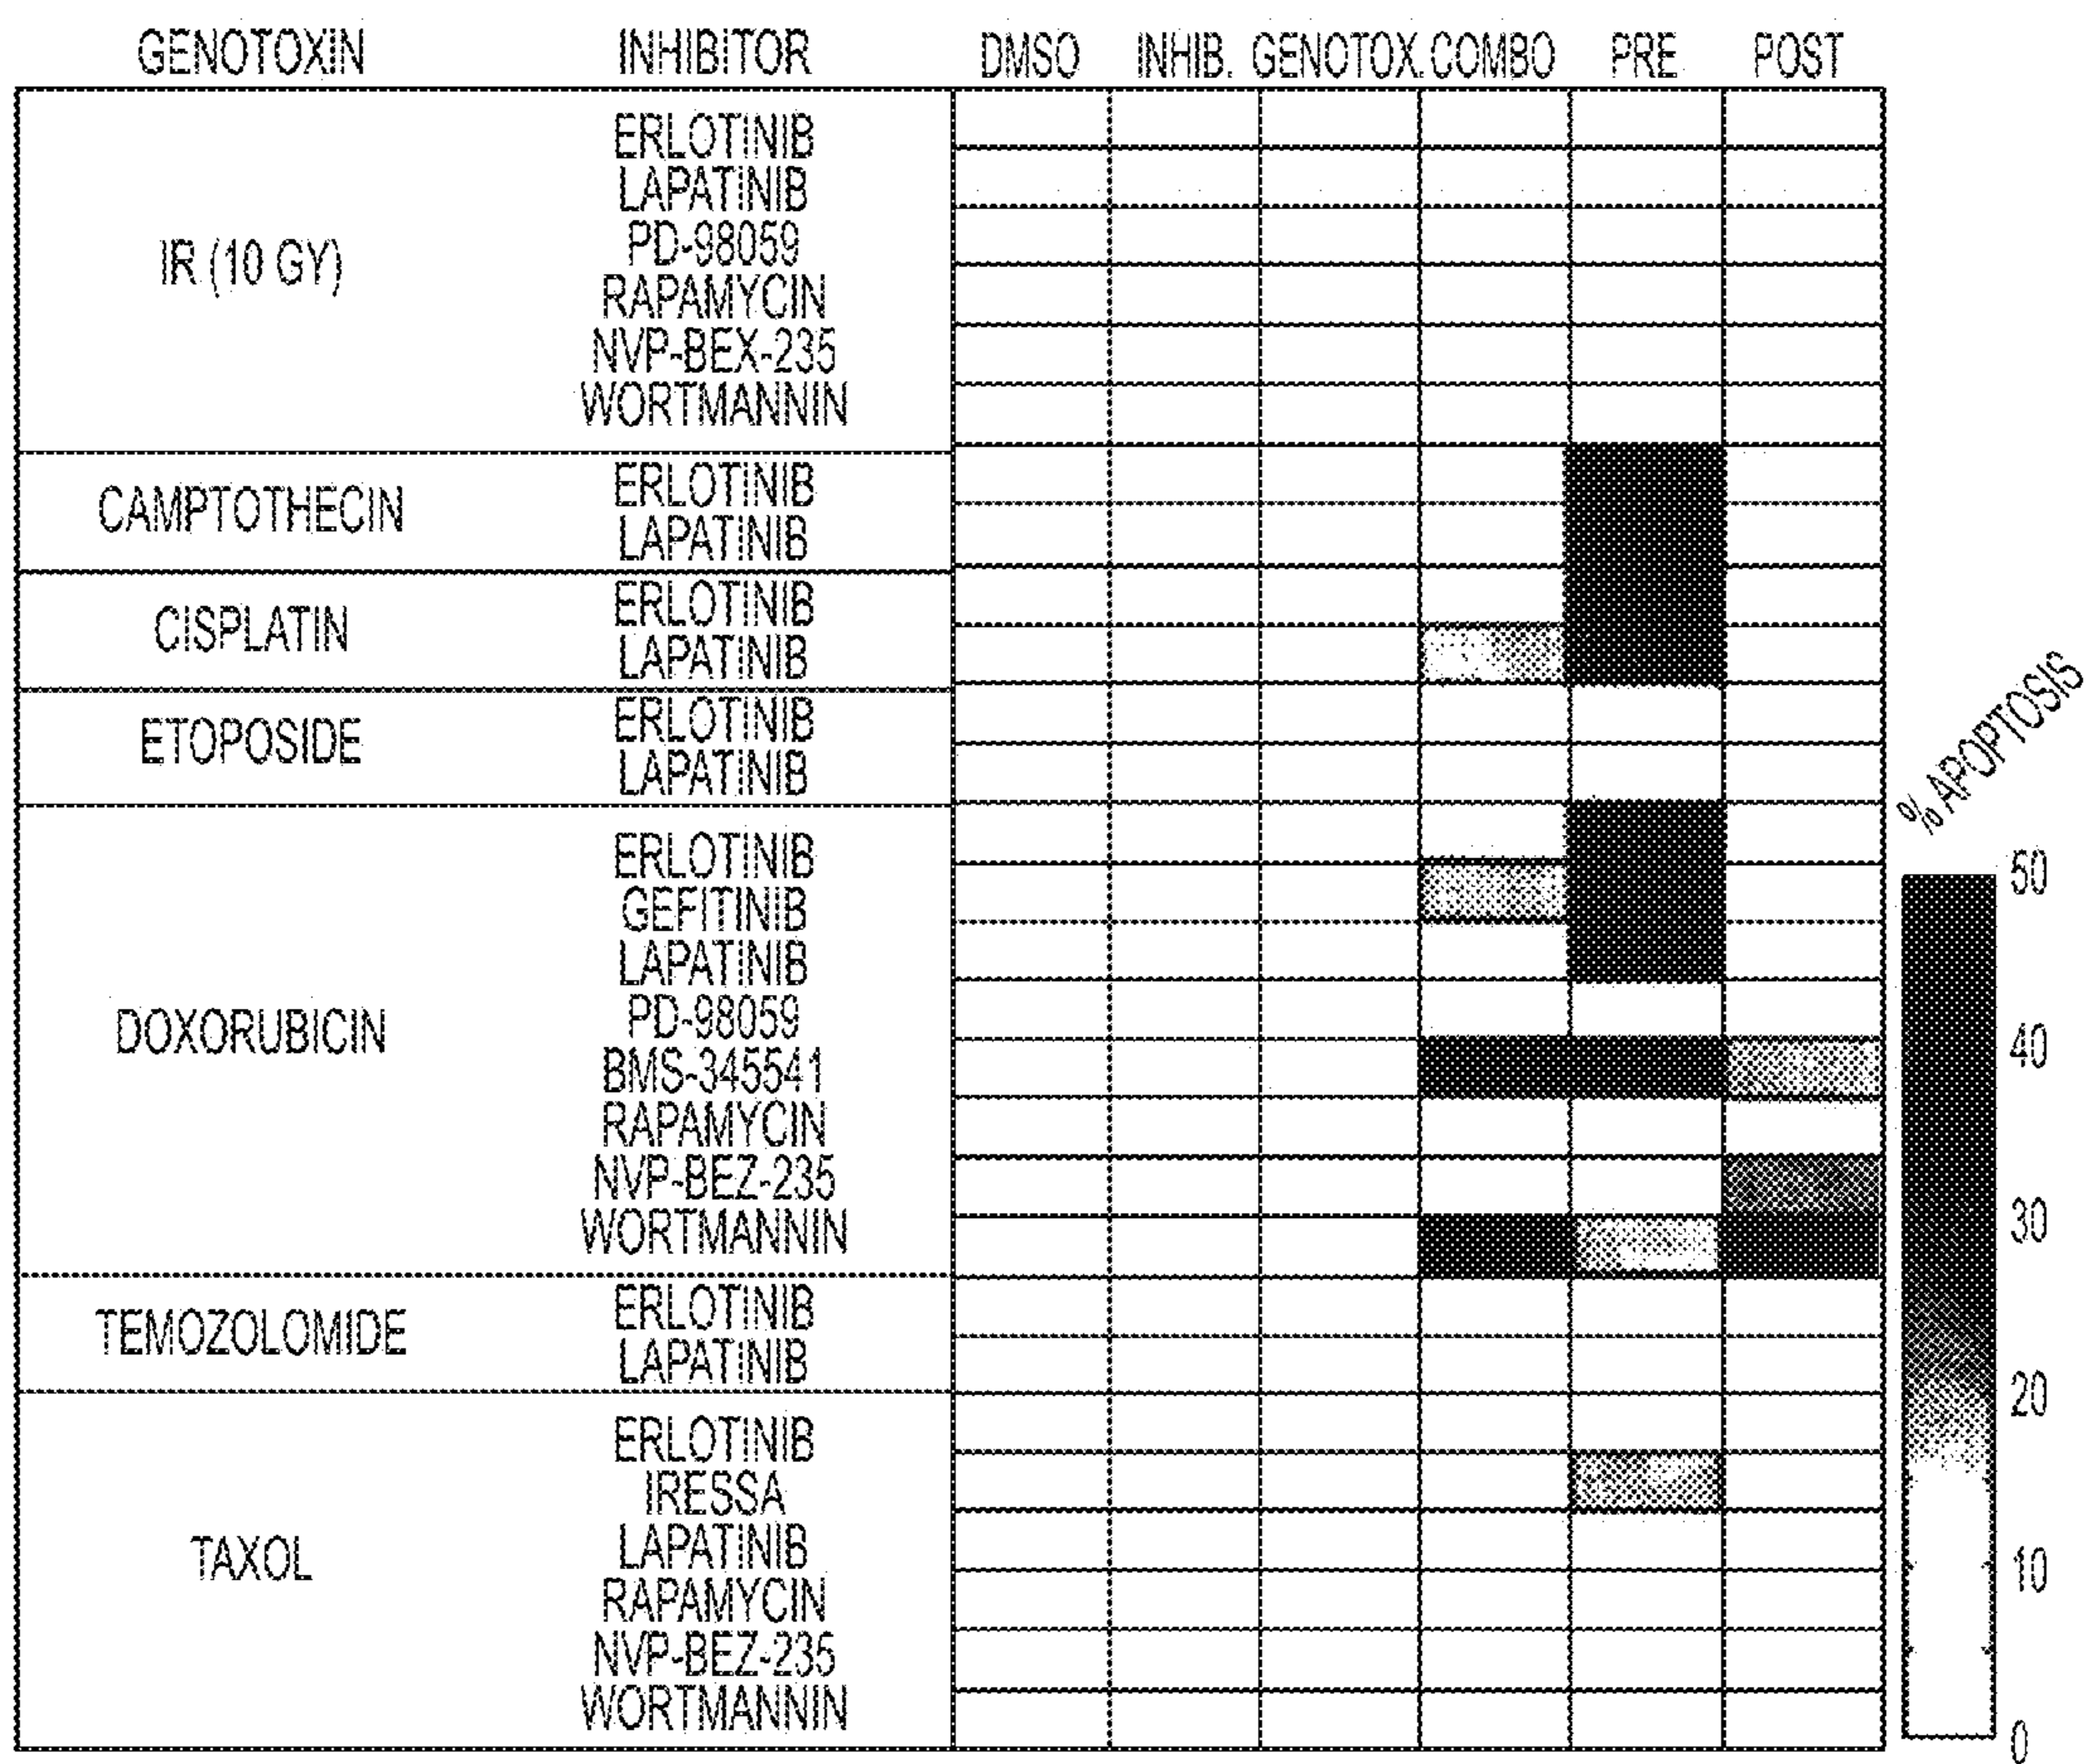 GENOTOXIN INHIBITOR DMSO INHIB. GENOTOX. COMBO PRE POST
IR (10 GY)
ERLOTINIB
LAPATINIB
PD-98059
RAPAMYCIN
NVP-BEX-235
WORTMANNIN
CAMPTOTHECIN
ERLOTINIB
LAPATINIB
CISPLATIN
ERLOTINIB
LAPATINIB
ETOPOSIDE
ERLOTINIB
LAPATINIB
DOXORUBICIN
ERLOTINIB
GEFITINIB
LAPATINIB
PD-98059
BMS-345541
RAPAMYCIN
NVP-BEZ-235
WORTMANNIN
TEMOZOLOMIDE
ERLOTINIB
LAPATINIB
TAXOL
ERLOTINIB
IRESSA
LAPATINIB
RAPAMYCIN
NVP-BEZ-235
WORTMANNIN
% APOPTOSIS
50
40
30
20
10
0